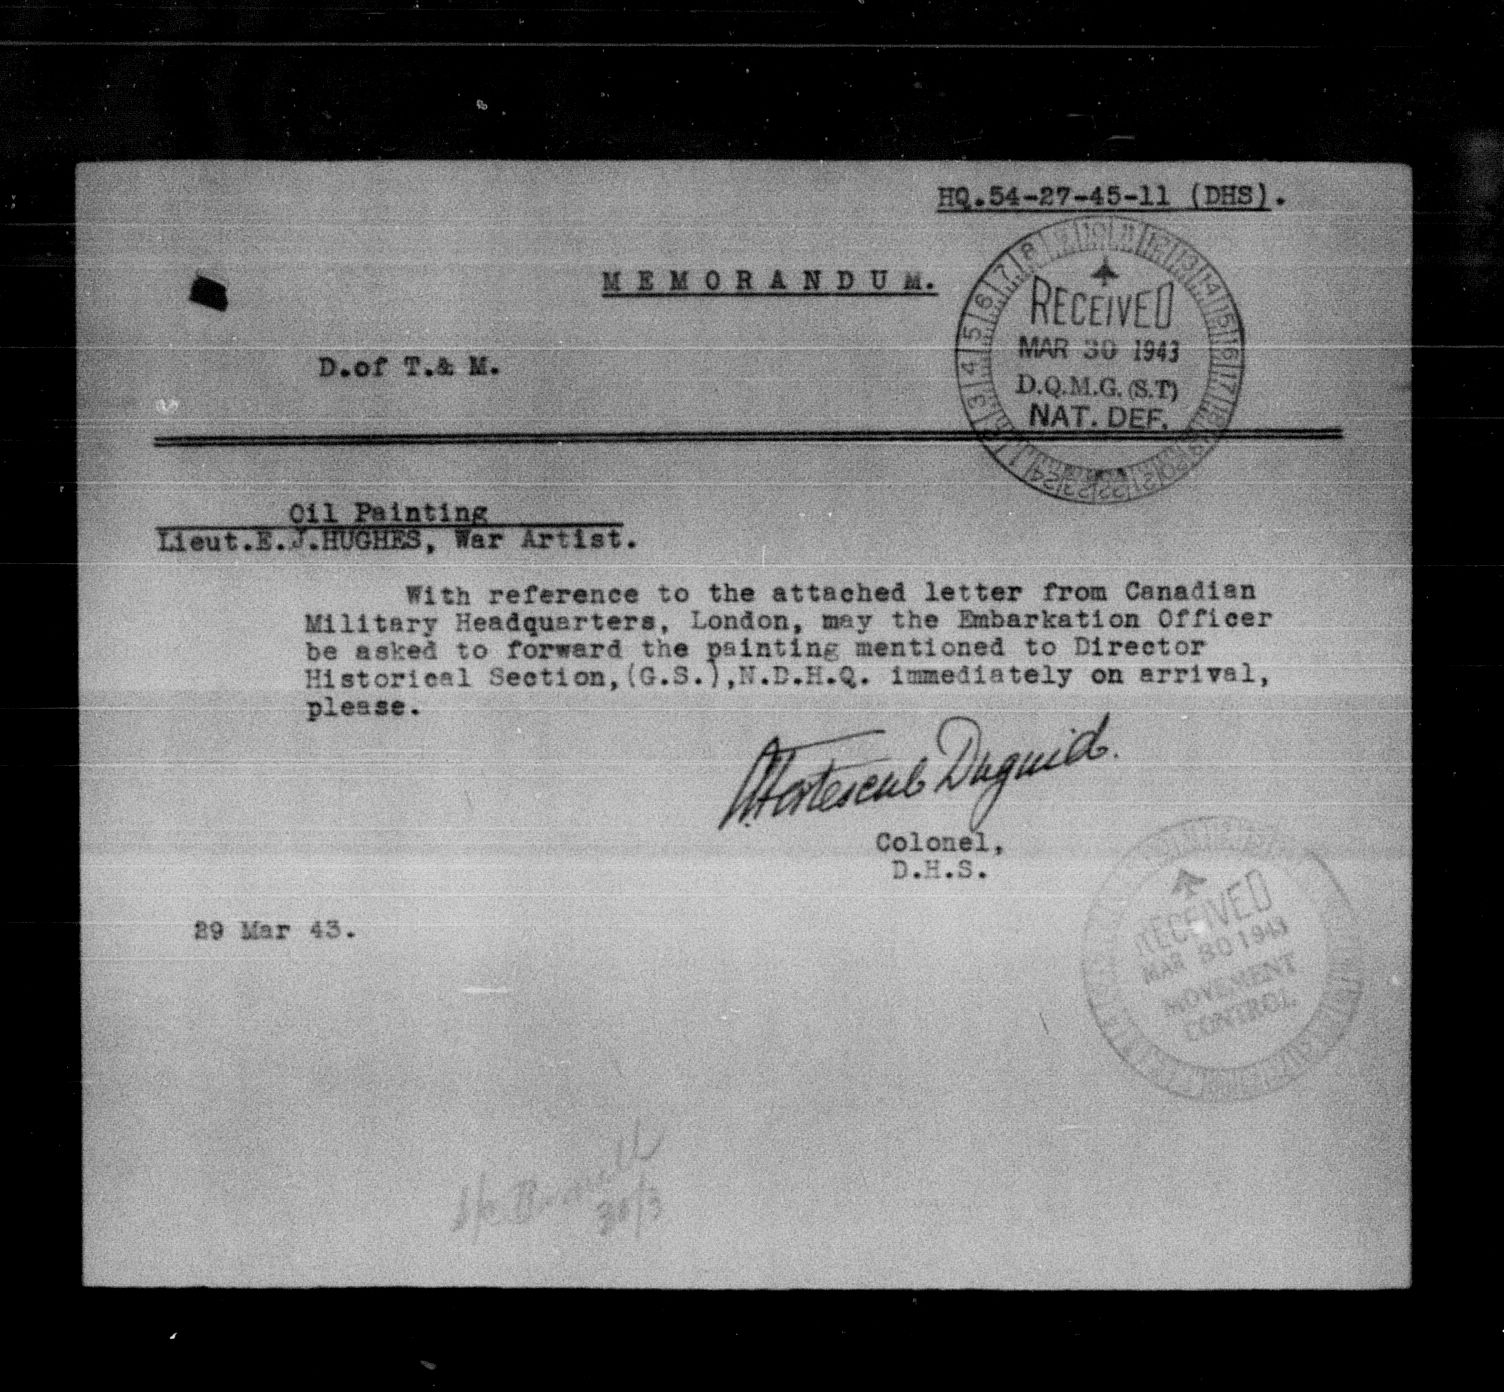 HQ.54-27-45-11 (DHS).
MEMORANDUM.
RECEIVED
MAR 30 1943
D.Q.M.G.(S.T)
NAT. DEF.
D.of T.& M.
Oil Painting
Lieut.E.J.HUGHES, War Artist.
With reference to the attached letter from Canadian
Military Headquarters, London, may the Embarkation Officer
be asked to forward the painting mentioned to Director
Historical Section,(G.S.),N.D.H.Q. immediately on arrival,
please.
A Fortescue Duguid.
Colonel,
D.H.S.
29 Mar 43.
RECEIVED
MAR 30 1943
MOVEMENT
CONTROL